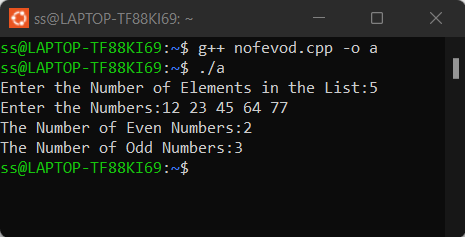 ss@LAPTOP-TF88KI69: ~
ss@LAPTOP-TF88KI69:~$ g++ nofevod.cpp -o a
ss@LAPTOP-TF88KI69:~$ ./a
Enter the Number of Elements in the List:5
Enter the Numbers:12 23 45 64 77
The Number of Even Numbers:2
The Number of Odd Numbers:3
ss@LAPTOP-TF88KI69:~$